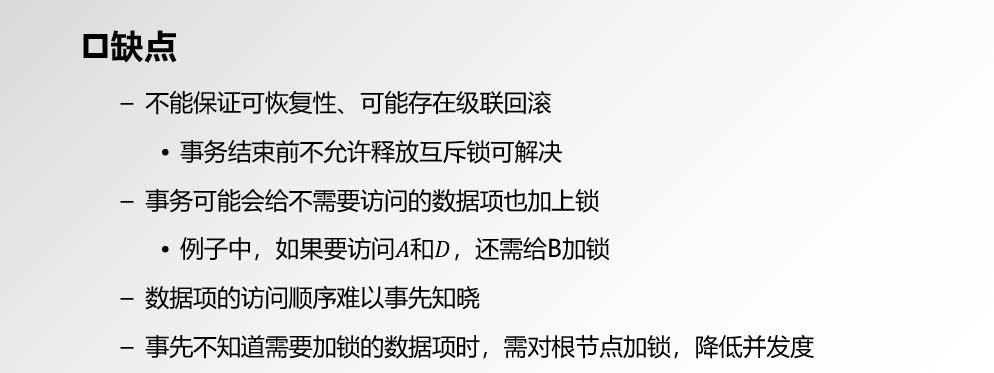 缺点
– 不能保证可恢复性、可能存在级联回滚
• 事务结束前不允许释放互斥锁可解决
– 事务可能会给不需要访问的数据项也加上锁
• 例子中，如果要访问A和D，还需给B加锁
– 数据项的访问顺序难以事先知晓
– 事先不知道需要加锁的数据项时，需对根节点加锁，降低并发度